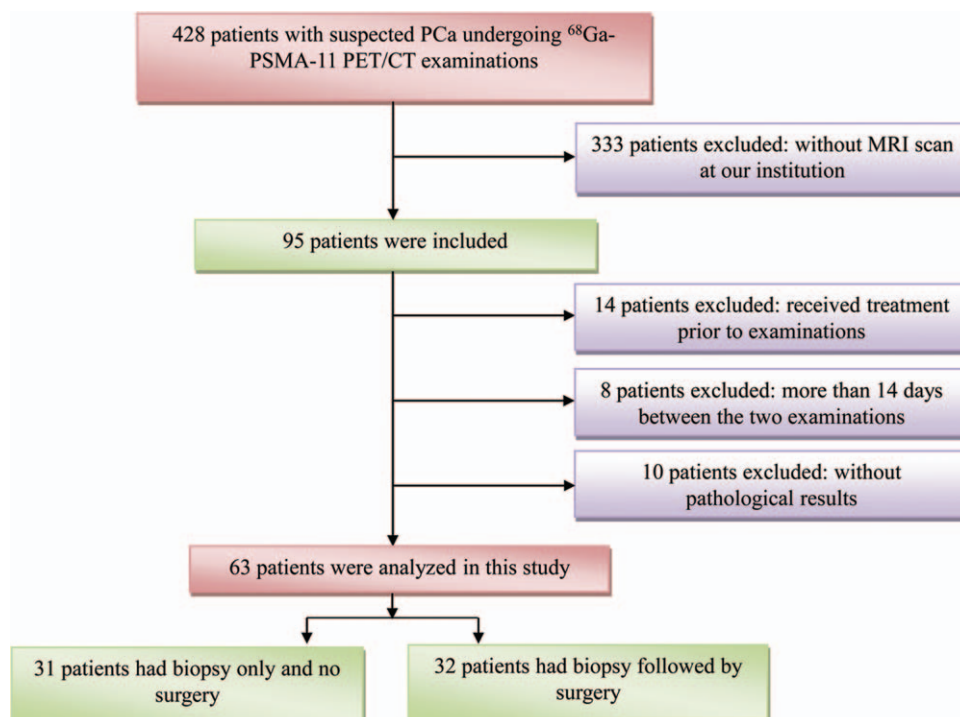 428 patients with suspected PCa undergoing ⁶⁸Ga-
PSMA-11 PET/CT examinations
333 patients excluded: without MRI scan
at our institution
95 patients were included
14 patients excluded: received treatment
prior to examinations
8 patients excluded: more than 14 days
between the two examinations
10 patients excluded: without
pathological results
63 patients were analyzed in this study
31 patients had biopsy only and no
surgery
32 patients had biopsy followed by
surgery